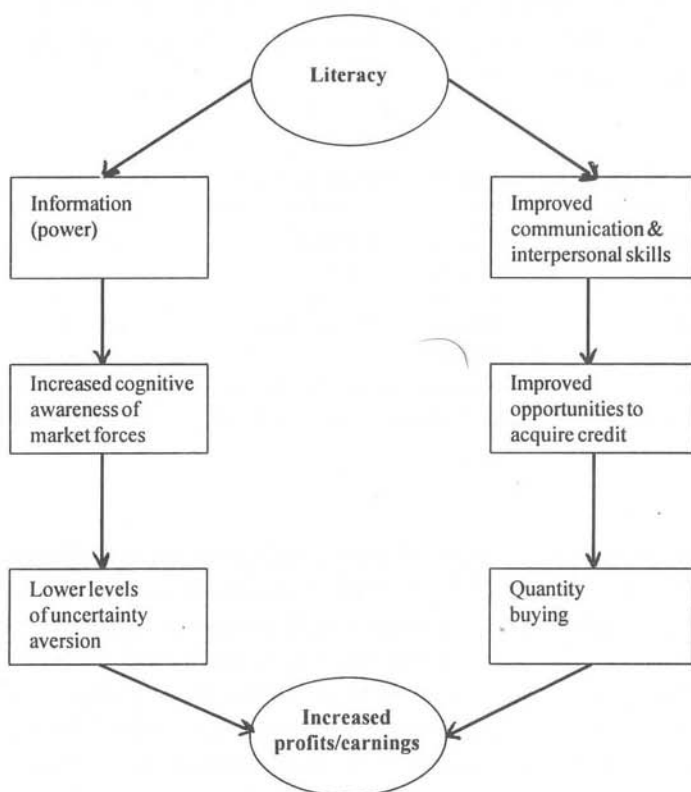 Literacy
Information
(power)
Improved
communication &
interpersonal skills
Increased cognitive
awareness of
market forces
Improved
opportunities to
acquire credit
Lower levels
of uncertainty
aversion
Quantity
buying
Increased
profits/earnings